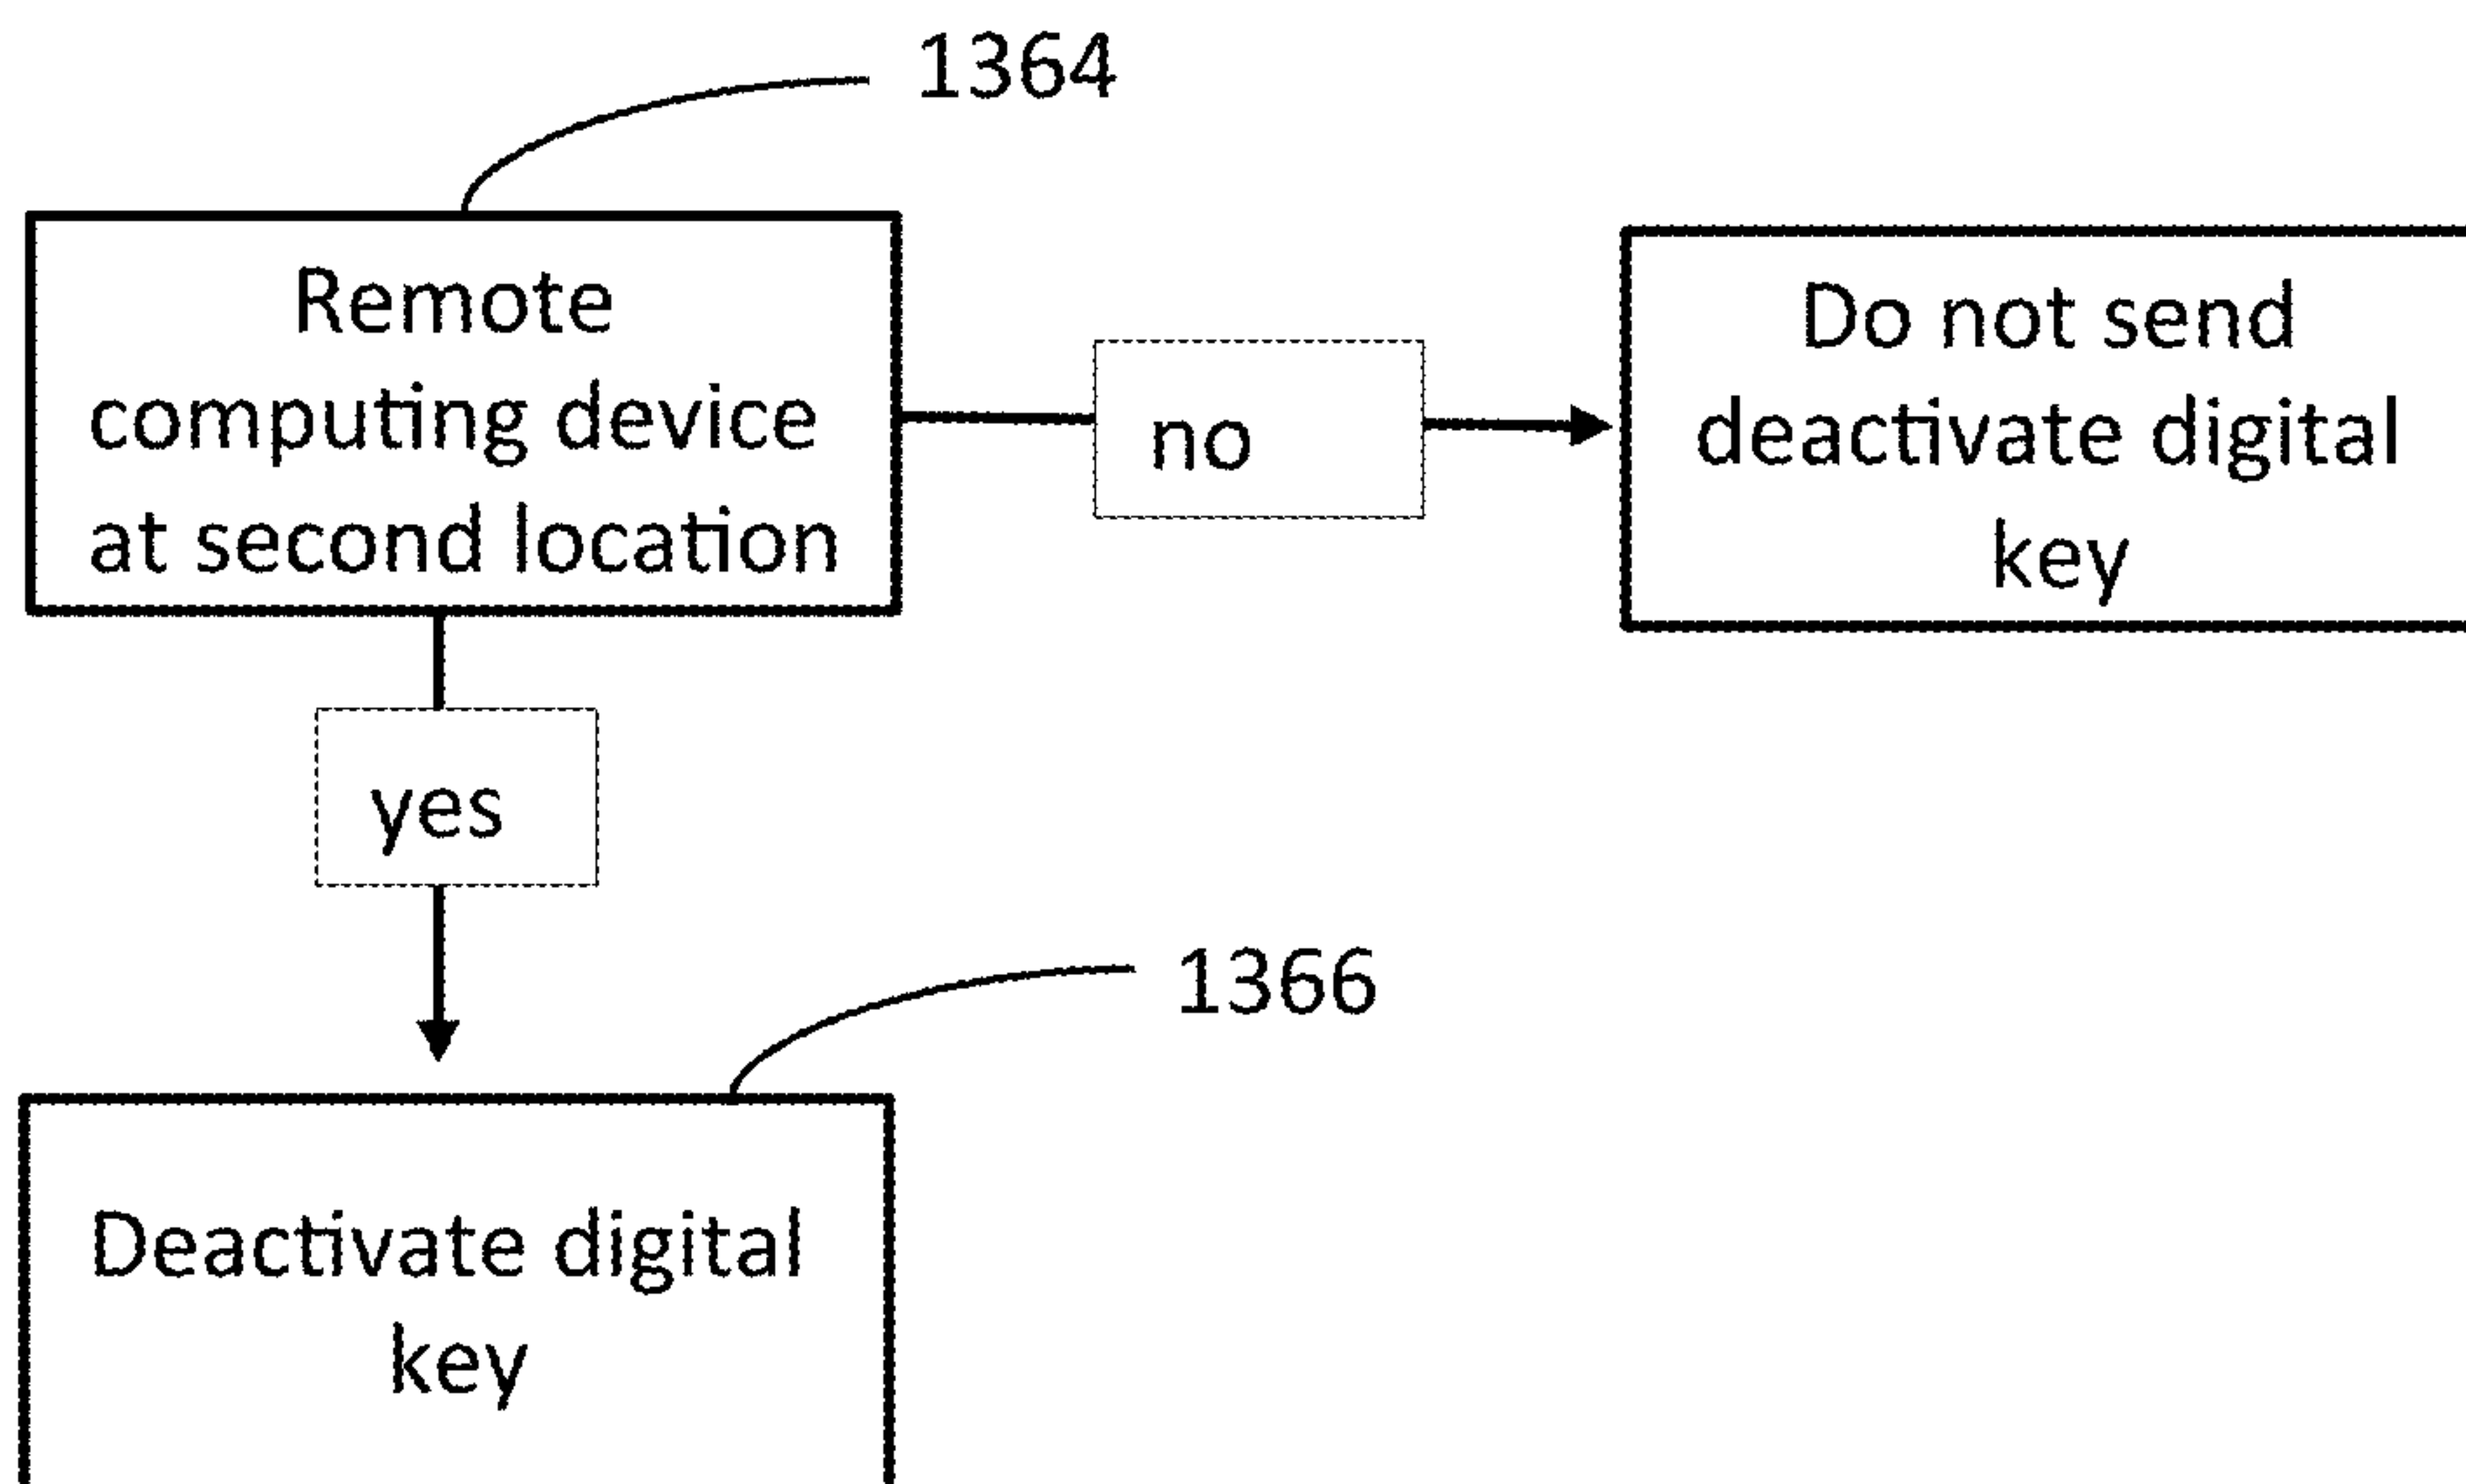 1364
Remote
computing device
at second location
no
Do not send
deactivate digital
key
yes
1366
Deactivate digital
key